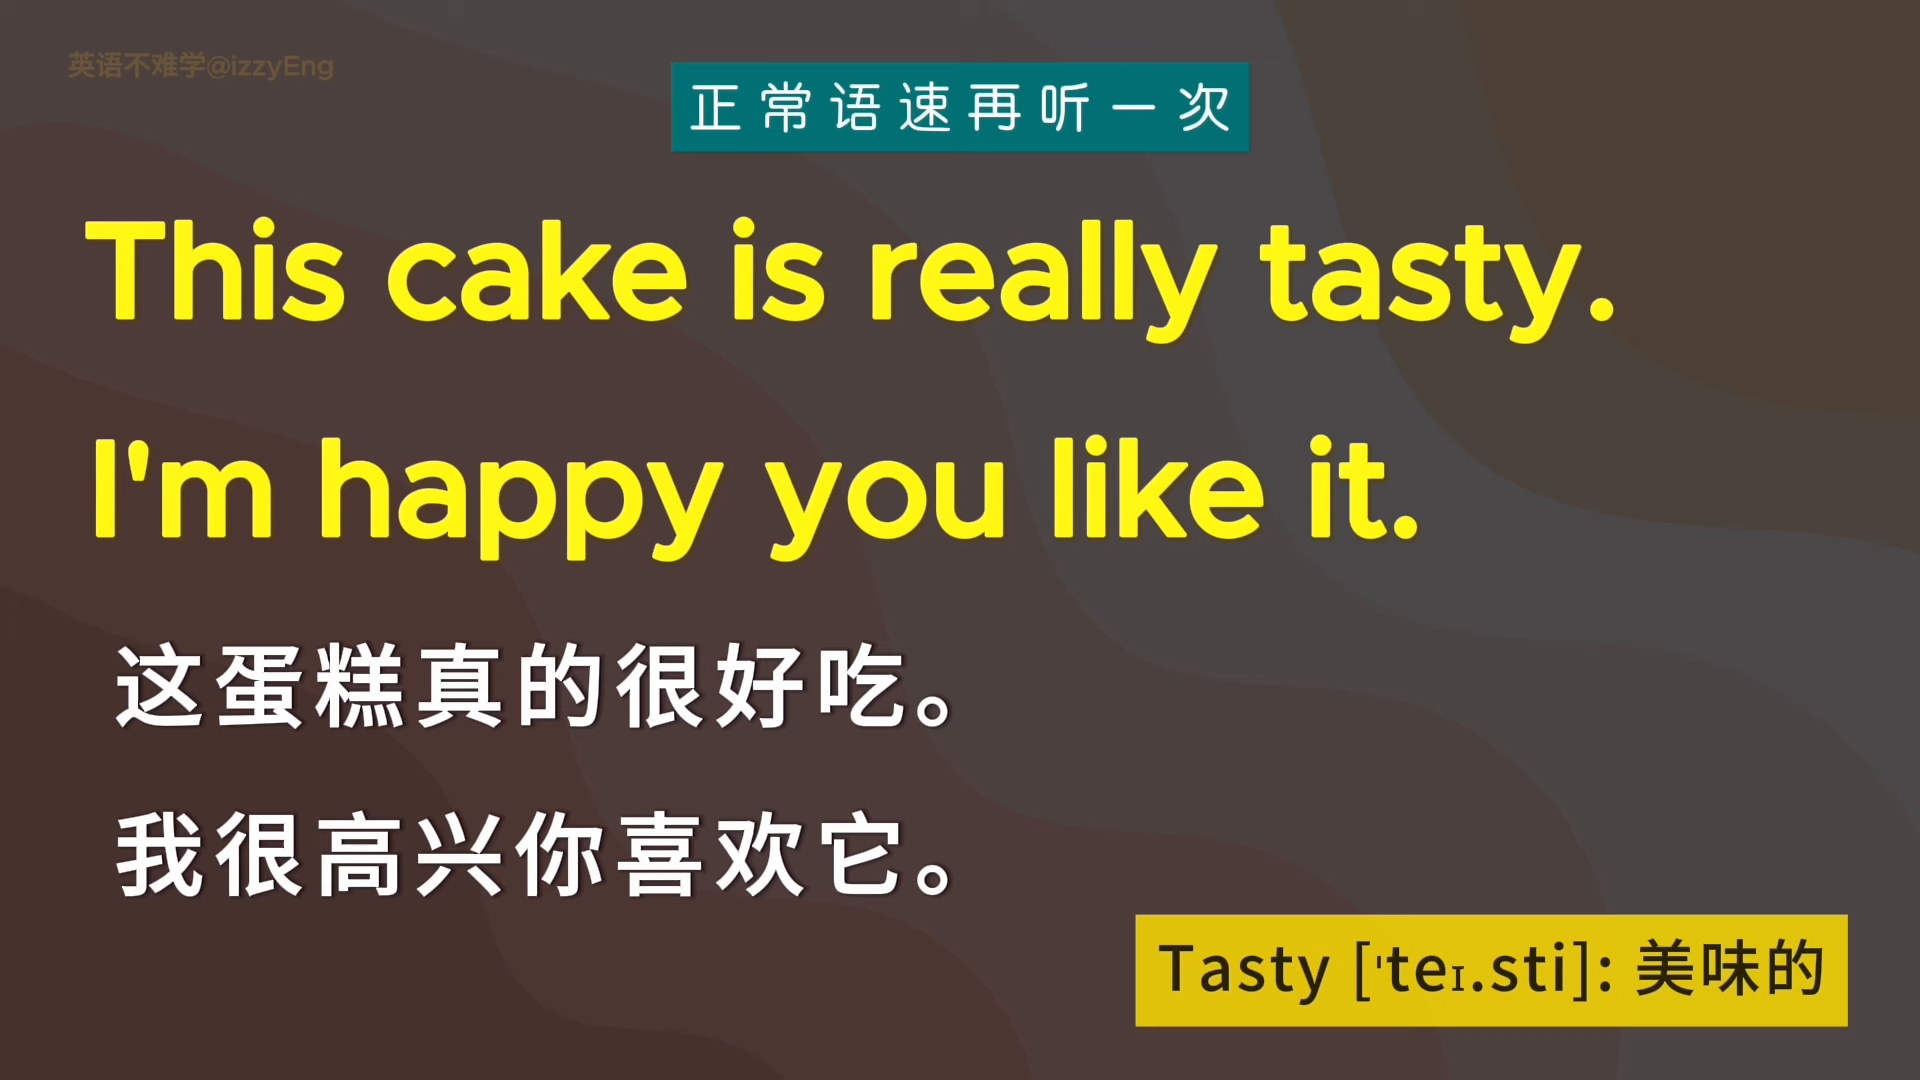 英语不难学@izzyEng
正常语速再听一次
This cake is really tasty.
I'm happy you like it.
这蛋糕真的很好吃。
我很高兴你喜欢它。
Tasty ['teɪ.sti]: 美味的